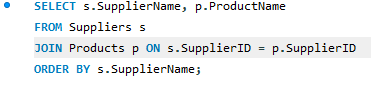 SELECT s.SupplierName, p.ProductName
FROM Suppliers s
JOIN Products p ON s.SupplierID = p.SupplierID
ORDER BY s.SupplierName;